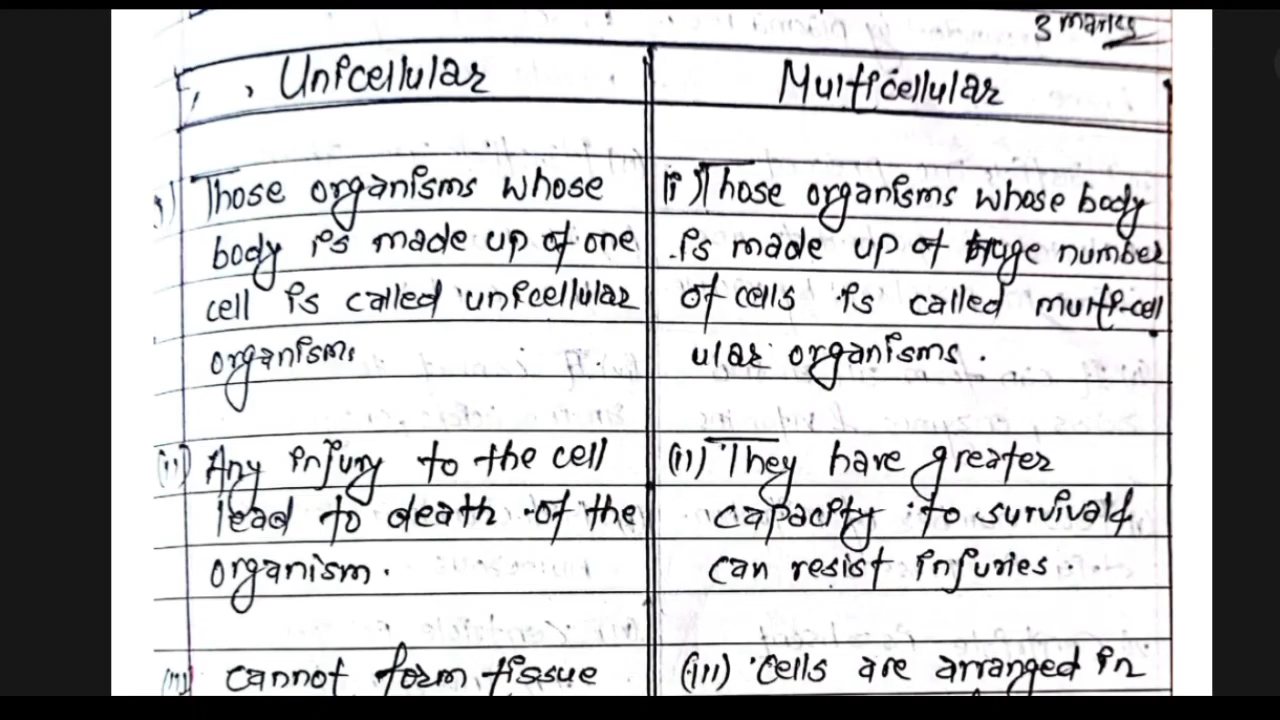 3 marks
Unicellular
Multicellular
i) Those organisms whose
body is made up of one
cell is called unicellular
organism.
(i) Those organisms whose body
is made up of huge number
of cells is called multi-cell
ular organisms.
(ii) Any injury to the cell
lead to death of the
organism.
(ii) They have greater
capacity to survival &
can resist injuries.
(iii) cannot form tissue
(iii) Cells are arranged in